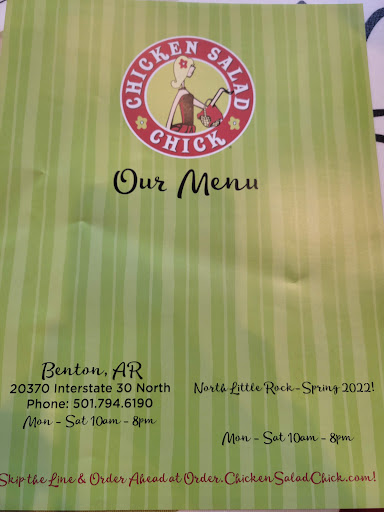 CHICKEN SALAD
CHICK
Our Menu
Benton, AR
20370 Interstate 30 North
Phone: 501.794.6190
Mon - Sat 10am - 8pm
North Little Rock - Spring 2022!
Mon - Sat 10am - 8pm
Skip the Line & Order Ahead at Order.ChickenSaladChick.com!